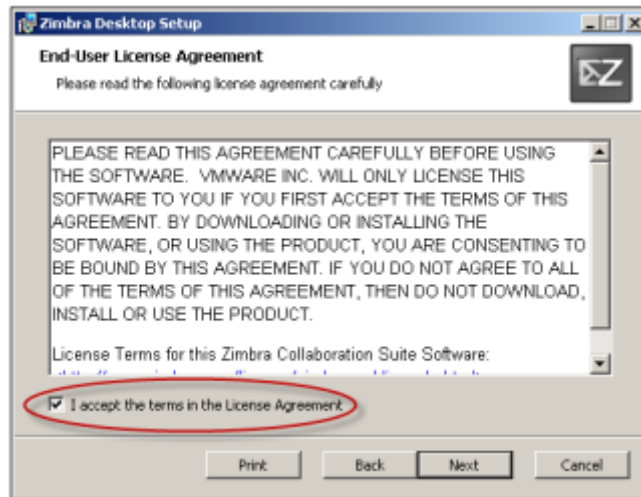 Zimbra Desktop Setup
End-User License Agreement
Please read the following license agreement carefully
PLEASE READ THIS AGREEMENT CAREFULLY BEFORE USING
THE SOFTWARE. VMWARE INC. WILL ONLY LICENSE THIS
SOFTWARE TO YOU IF YOU FIRST ACCEPT THE TERMS OF THIS
AGREEMENT. BY DOWNLOADING OR INSTALLING THE
SOFTWARE, OR USING THE PRODUCT, YOU ARE CONSENTING TO
BE BOUND BY THIS AGREEMENT. IF YOU DO NOT AGREE TO ALL
OF THE TERMS OF THIS AGREEMENT, THEN DO NOT DOWNLOAD,
INSTALL OR USE THE PRODUCT.
License Terms for this Zimbra Collaboration Suite Software:
I accept the terms in the License Agreement
Print Back Next Cancel